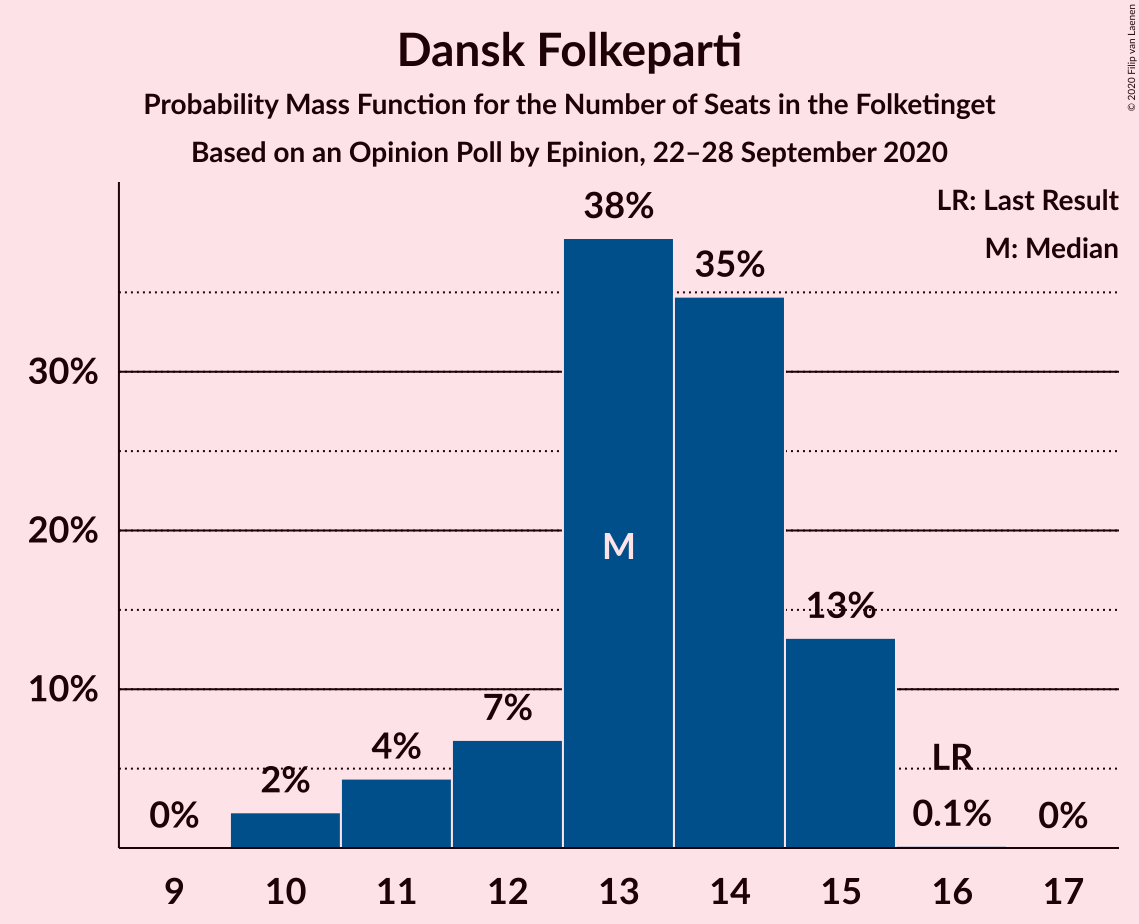 Dansk Folkeparti
Probability Mass Function for the Number of Seats in the Folketinget
Based on an Opinion Poll by Epinion, 22–28 September 2020
© 2020 Filip van Laenen
LR: Last Result
M: Median
38%
35%
30%
20%
M
13%
10%
7%
4%
2%
LR
0%
0.1%
0%
9 10 11 12 13 14 15 16 17